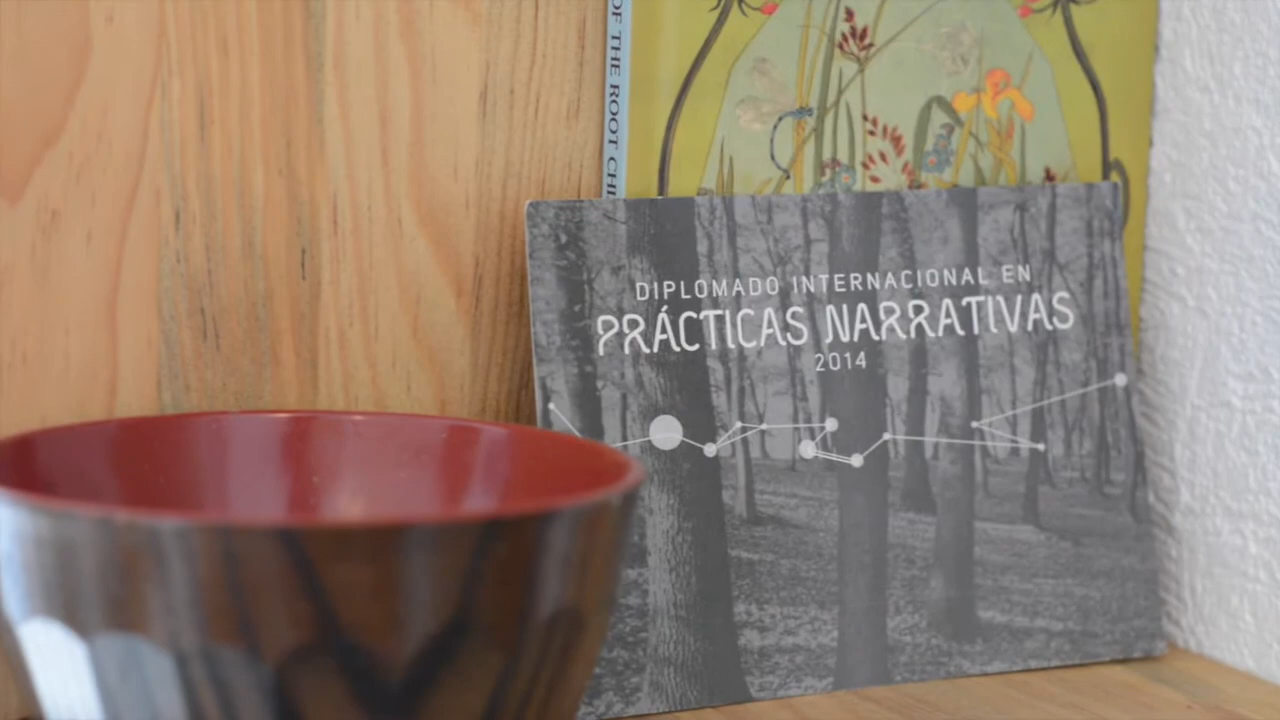 OF THE ROOT
DIPLOMADO INTERNACIONAL EN
PRÁCTICAS NARRATIVAS
2014